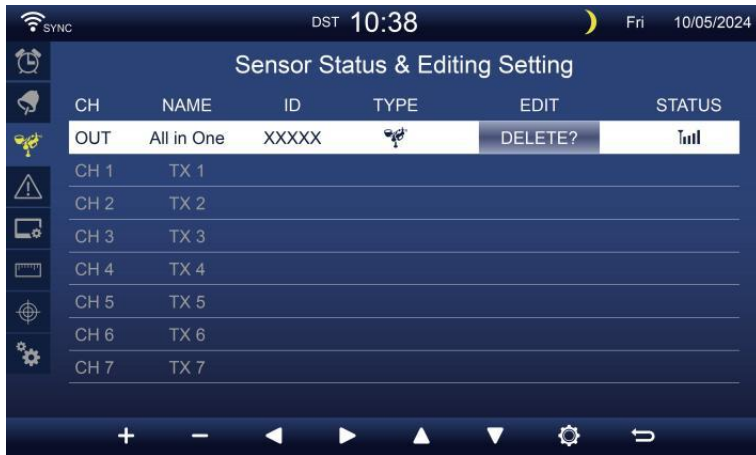 SYNC DST 10:38 Fri 10/05/2024
Sensor Status & Editing Setting
CH NAME ID TYPE EDIT STATUS
OUT All in One XXXXX DELETE?
CH 1 TX 1
CH 2 TX 2
CH 3 TX 3
CH 4 TX 4
CH 5 TX 5
CH 6 TX 6
CH 7 TX 7